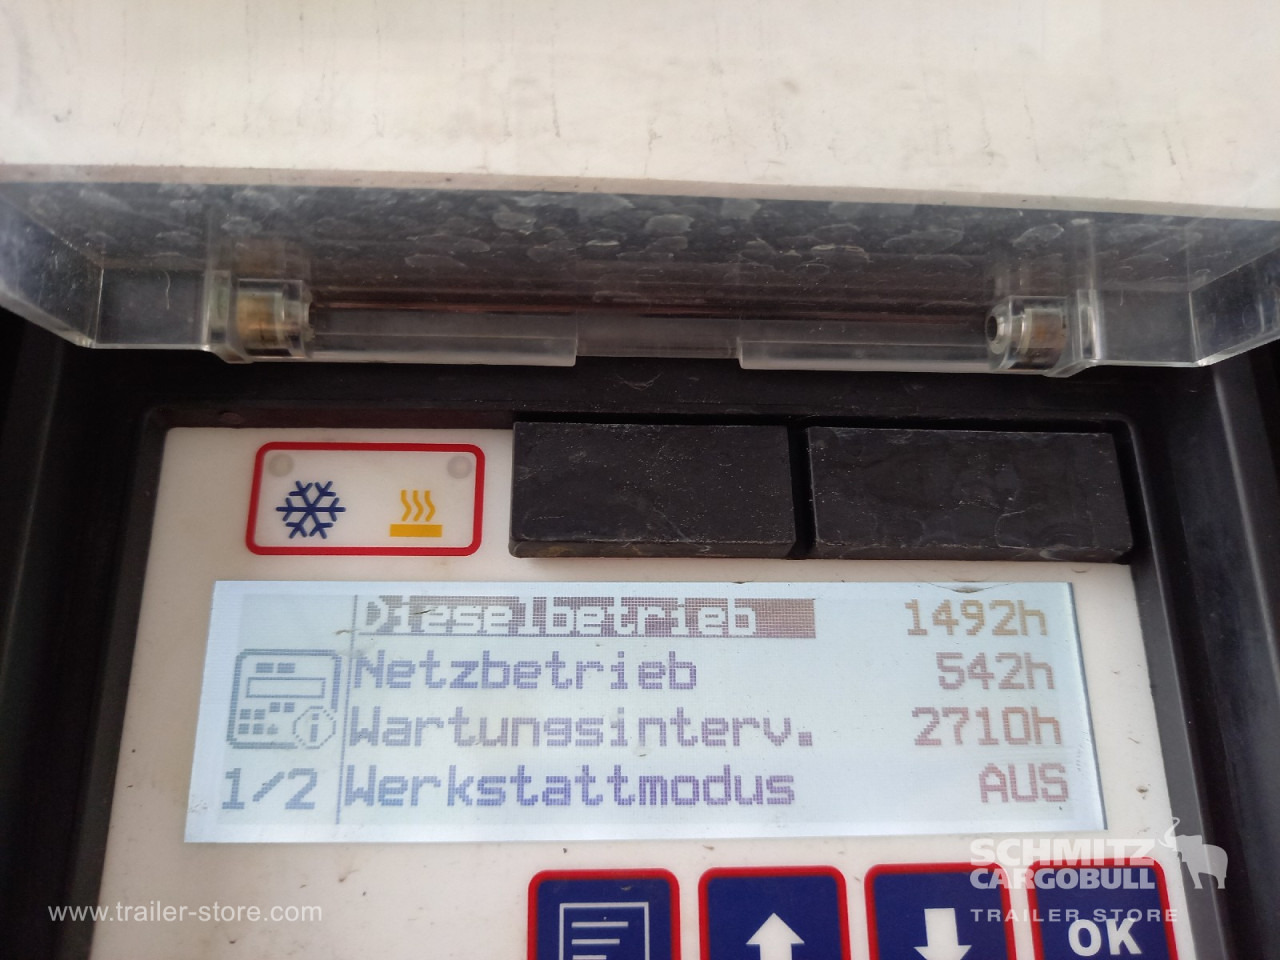 Dieselbetrieb 1492h
Netzbetrieb 542h
Wartungsinterv. 2710h
1/2 Werkstattmodus AUS
SCHMITZ
CARGOBULL
www.trailer-store.com TRAILER STORE
OK